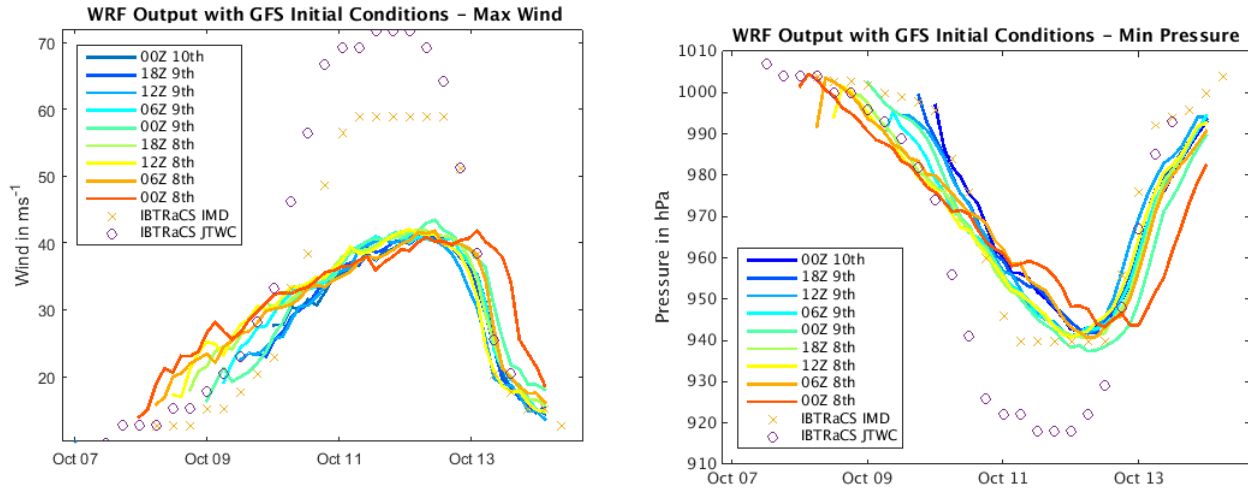 WRF Output with GFS Initial Conditions – Max Wind
70
60
50
40
30
20
Wind in ms-1
00Z 10th
18Z 9th
12Z 9th
06Z 9th
00Z 9th
18Z 8th
12Z 8th
06Z 8th
00Z 8th
IBTRaCS IMD
IBTRaCS JTWC
Oct 07
Oct 09
Oct 11
Oct 13
WRF Output with GFS Initial Conditions – Min Pressure
1010
1000
990
980
970
960
950
940
930
920
910
Pressure in hPa
00Z 10th
18Z 9th
12Z 9th
06Z 9th
00Z 9th
18Z 8th
12Z 8th
06Z 8th
00Z 8th
IBTRaCS IMD
IBTRaCS JTWC
Oct 07
Oct 09
Oct 11
Oct 13